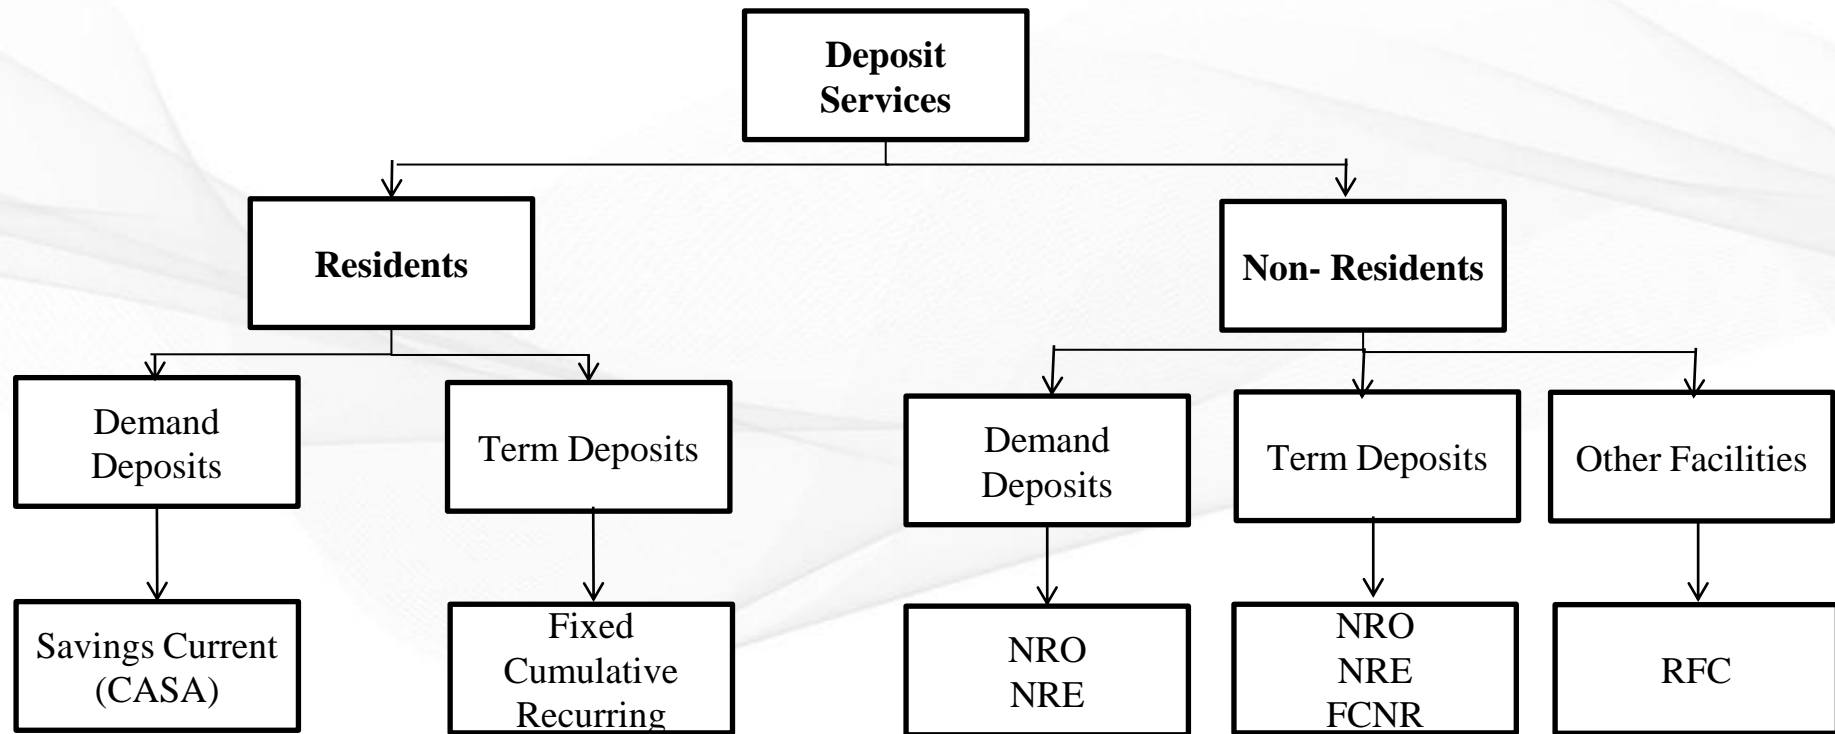 Deposit
Services
Residents
Non- Residents
Demand
Deposits
Term Deposits
Demand
Deposits
Term Deposits
Other Facilities
Savings Current
(CASA)
Fixed
Cumulative
Recurring
NRO
NRE
NRO
NRE
FCNR
RFC